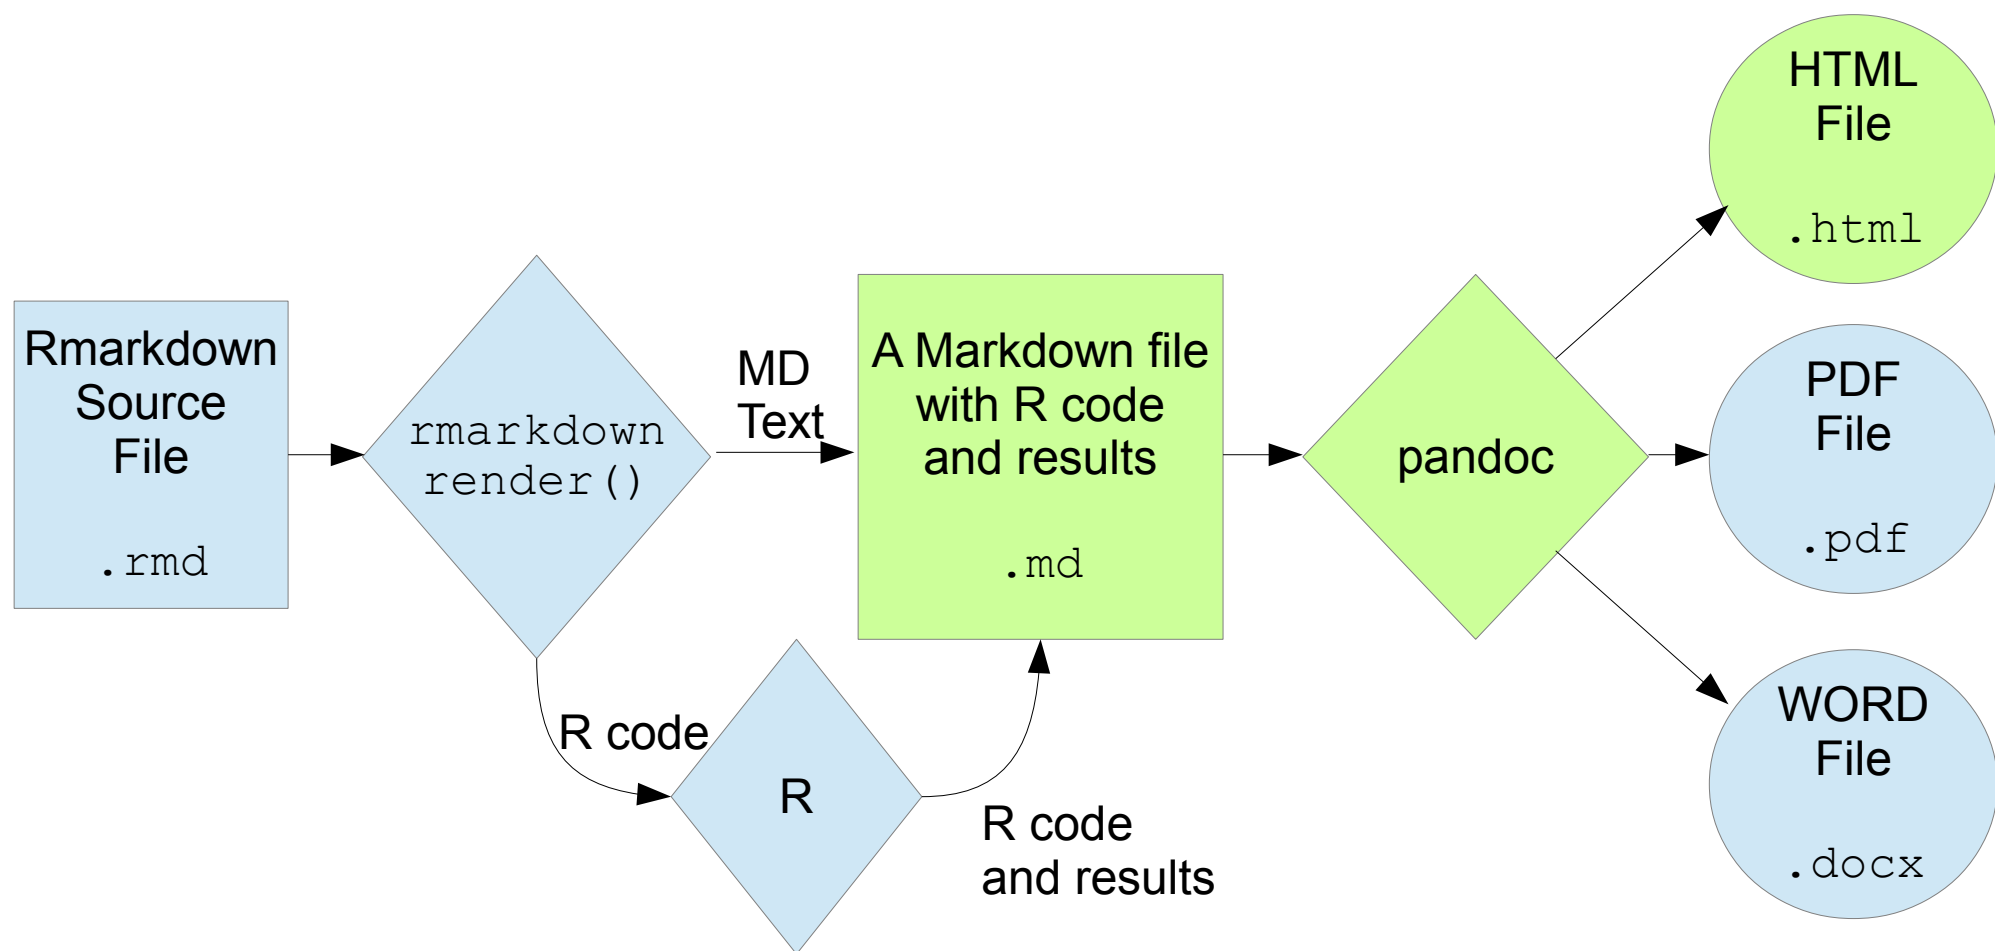 Rmarkdown
Source
File
.rmd
rmarkdown
render()
MD
Text
R code
R
R code
and results
A Markdown file
with R code
and results
.md
pandoc
HTML
File
.html
PDF
File
.pdf
WORD
File
.docx